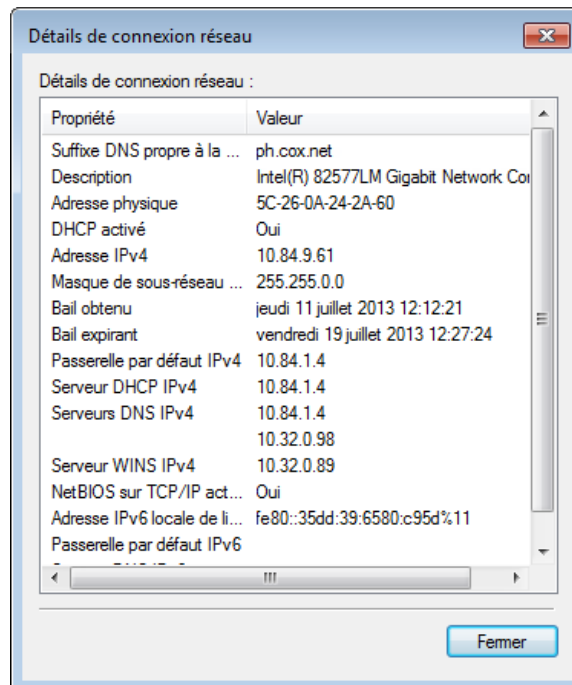 Détails de connexion réseau
Détails de connexion réseau :
Propriété Valeur
Suffixe DNS propre à la ... ph.cox.net
Description Intel(R) 82577LM Gigabit Network Cor
Adresse physique 5C-26-0A-24-2A-60
DHCP activé Oui
Adresse IPv4 10.84.9.61
Masque de sous-réseau ... 255.255.0.0
Bail obtenu jeudi 11 juillet 2013 12:12:21
Bail expirant vendredi 19 juillet 2013 12:27:24
Passerelle par défaut IPv4 10.84.1.4
Serveur DHCP IPv4 10.84.1.4
Serveurs DNS IPv4 10.84.1.4
10.32.0.98
Serveur WINS IPv4 10.32.0.89
NetBIOS sur TCP/IP act... Oui
Adresse IPv6 locale de li... fe80::35dd:39:6580:c95d%11
Passerelle par défaut IPv6
Fermer